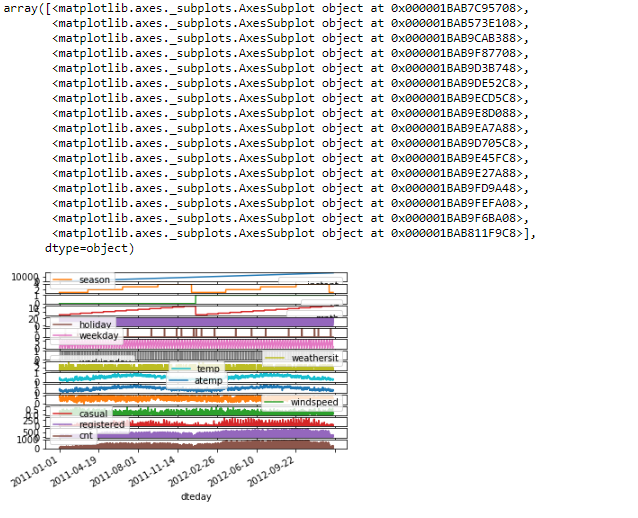 array([<matplotlib.axes._subplots.AxesSubplot object at 0x000001BAB7C95708>,
<matplotlib.axes._subplots.AxesSubplot object at 0x000001BAB573E108>,
<matplotlib.axes._subplots.AxesSubplot object at 0x000001BAB9CAB388>,
<matplotlib.axes._subplots.AxesSubplot object at 0x000001BAB9F87708>,
<matplotlib.axes._subplots.AxesSubplot object at 0x000001BAB9D3B748>,
<matplotlib.axes._subplots.AxesSubplot object at 0x000001BAB9DE52C8>,
<matplotlib.axes._subplots.AxesSubplot object at 0x000001BAB9ECD5C8>,
<matplotlib.axes._subplots.AxesSubplot object at 0x000001BAB9E8D088>,
<matplotlib.axes._subplots.AxesSubplot object at 0x000001BAB9EA7A88>,
<matplotlib.axes._subplots.AxesSubplot object at 0x000001BAB9D705C8>,
<matplotlib.axes._subplots.AxesSubplot object at 0x000001BAB9E45FC8>,
<matplotlib.axes._subplots.AxesSubplot object at 0x000001BAB9E27A88>,
<matplotlib.axes._subplots.AxesSubplot object at 0x000001BAB9FD9A48>,
<matplotlib.axes._subplots.AxesSubplot object at 0x000001BAB9FEFA08>,
<matplotlib.axes._subplots.AxesSubplot object at 0x000001BAB9F6BA08>,
<matplotlib.axes._subplots.AxesSubplot object at 0x000001BAB811F9C8>],
dtype=object)
10000
season
20
holiday
weekday
weathersit
temp
atemp
windspeed
casual
250
registered
500
cnt
1000
2011-01-01
2011-04-19
2011-08-01
2011-11-14
2012-02-26
2012-06-10
2012-09-22
dteday